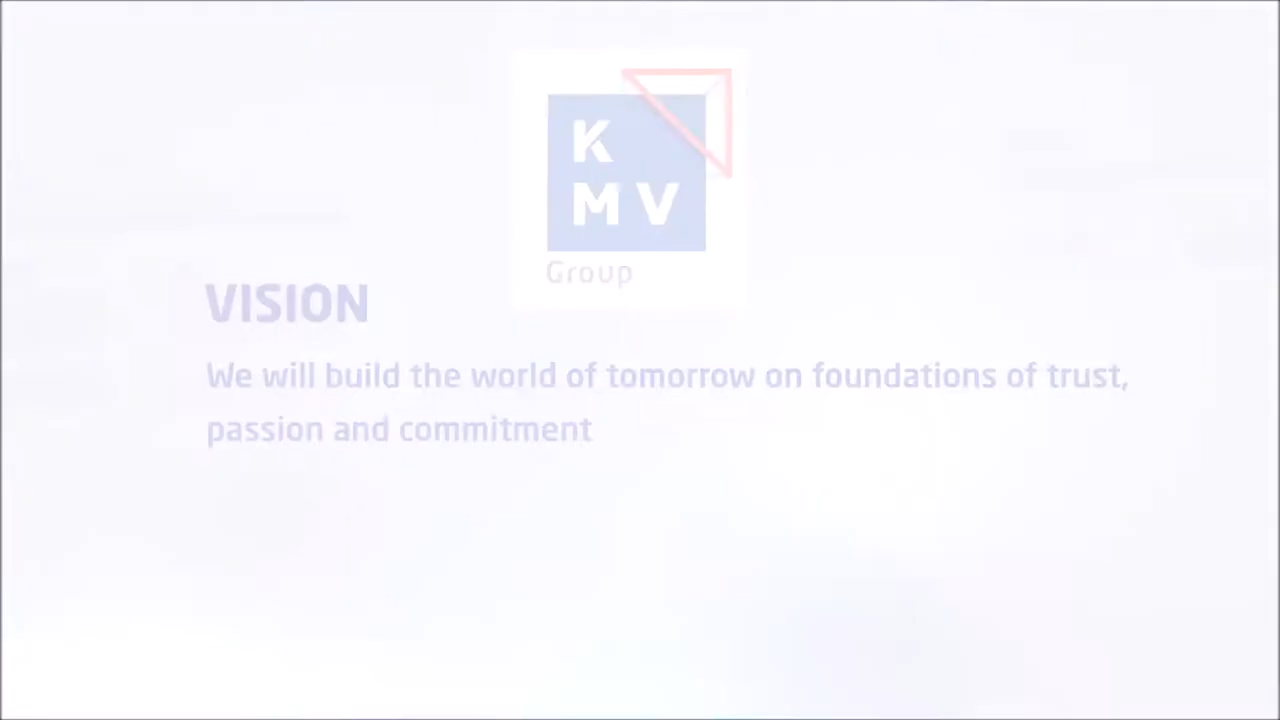 K
M V
Group
VISION
We will build the world of tomorrow on foundations of trust,
passion and commitment